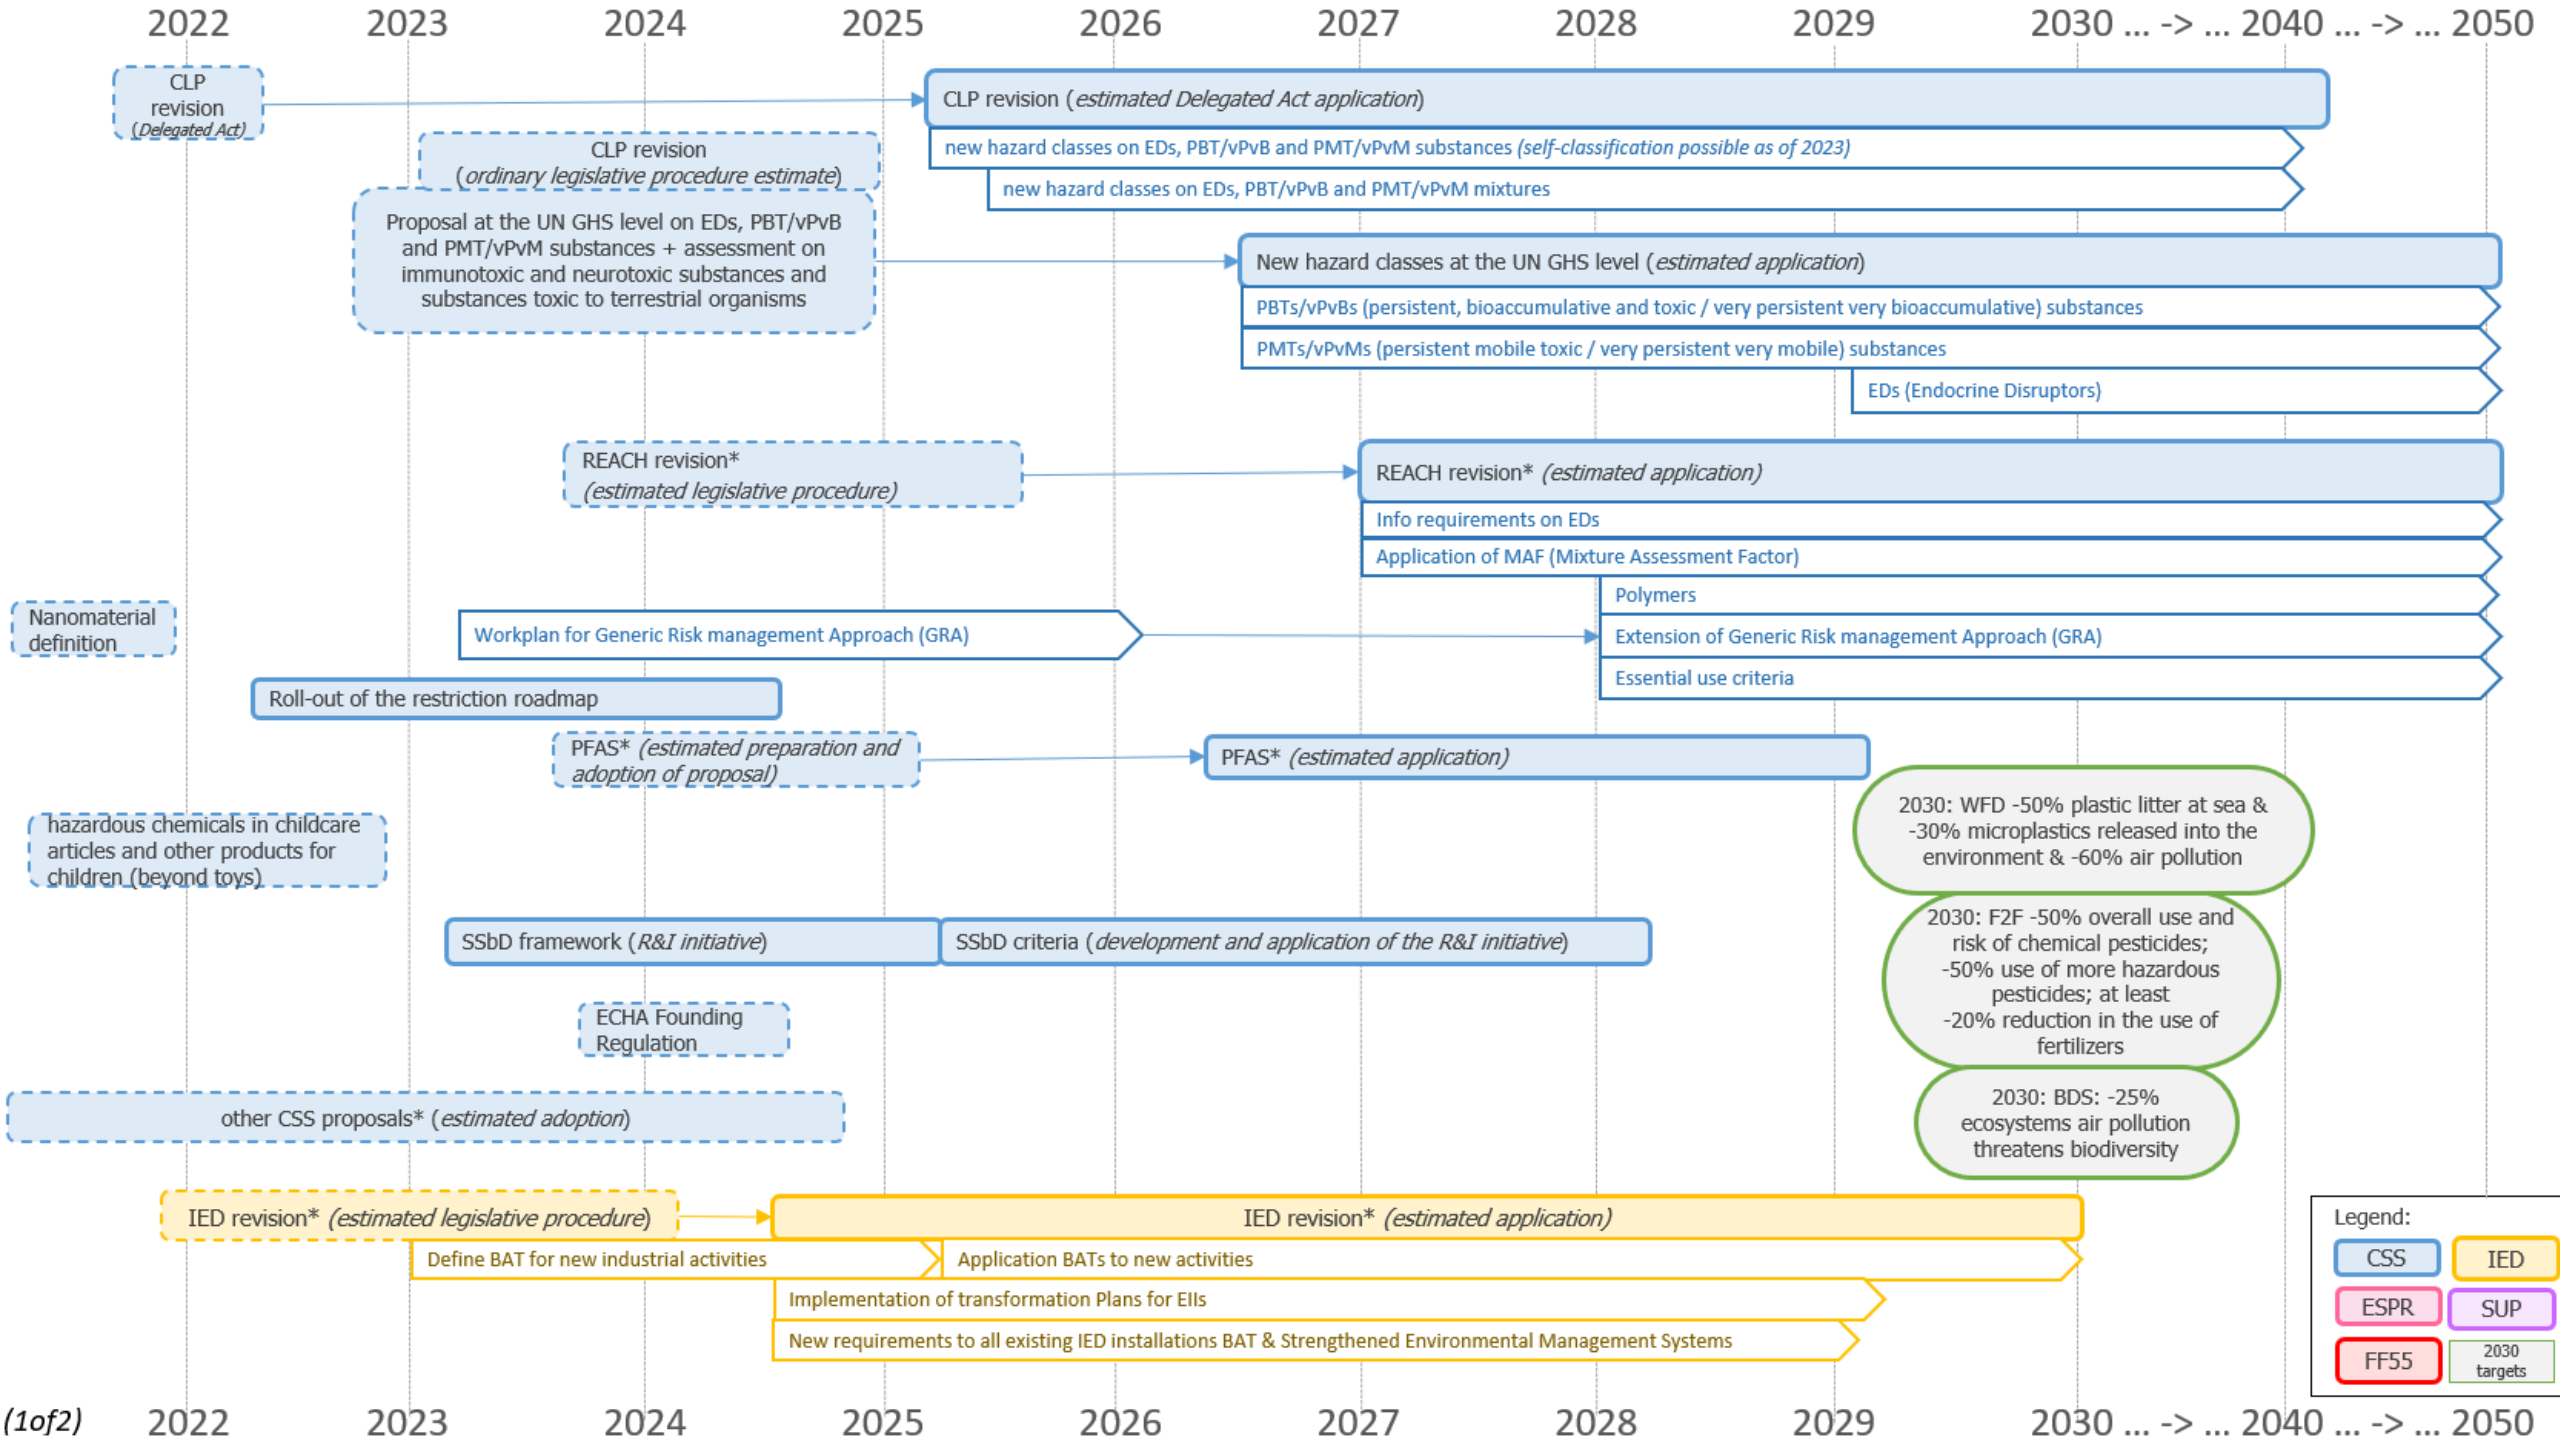 2022 2023 2024 2025 2026 2027 2028 2029 2030 ... -> ... 2040 ... -> ... 2050
CLP
revision
(Delegated Act)
CLP revision (estimated Delegated Act application)
new hazard classes on EDs, PBT/vPvB and PMT/vPvM substances (self-classification possible as of 2023)
CLP revision
(ordinary legislative procedure estimate)
new hazard classes on EDs, PBT/vPvB and PMT/vPvM mixtures
Proposal at the UN GHS level on EDs, PBT/vPvB
and PMT/vPvM substances + assessment on
immunotoxic and neurotoxic substances and
substances toxic to terrestrial organisms
New hazard classes at the UN GHS level (estimated application)
PBTs/vPvBs (persistent, bioaccumulative and toxic / very persistent very bioaccumulative) substances
PMTs/vPvMs (persistent mobile toxic / very persistent very mobile) substances
EDs (Endocrine Disruptors)
REACH revision*
(estimated legislative procedure)
REACH revision* (estimated application)
Info requirements on EDs
Application of MAF (Mixture Assessment Factor)
Polymers
Nanomaterial
definition
Workplan for Generic Risk management Approach (GRA)
Extension of Generic Risk management Approach (GRA)
Essential use criteria
Roll-out of the restriction roadmap
PFAS* (estimated preparation and
adoption of proposal)
PFAS* (estimated application)
2030: WFD -50% plastic litter at sea &
-30% microplastics released into the
environment & -60% air pollution
hazardous chemicals in childcare
articles and other products for
children (beyond toys)
SSbD framework (R&I initiative)
SSbD criteria (development and application of the R&I initiative)
2030: F2F -50% overall use and
risk of chemical pesticides;
-50% use of more hazardous
pesticides; at least
-20% reduction in the use of
fertilizers
ECHA Founding
Regulation
other CSS proposals* (estimated adoption)
2030: BDS: -25%
ecosystems air pollution
threatens biodiversity
IED revision* (estimated legislative procedure)
IED revision* (estimated application)
Define BAT for new industrial activities
Application BATs to new activities
Implementation of transformation Plans for EIIs
New requirements to all existing IED installations BAT & Strengthened Environmental Management Systems
Legend:
CSS
IED
ESPR
SUP
FF55
2030
targets
(1of2)
2022 2023 2024 2025 2026 2027 2028 2029 2030 ... -> ... 2040 ... -> ... 2050